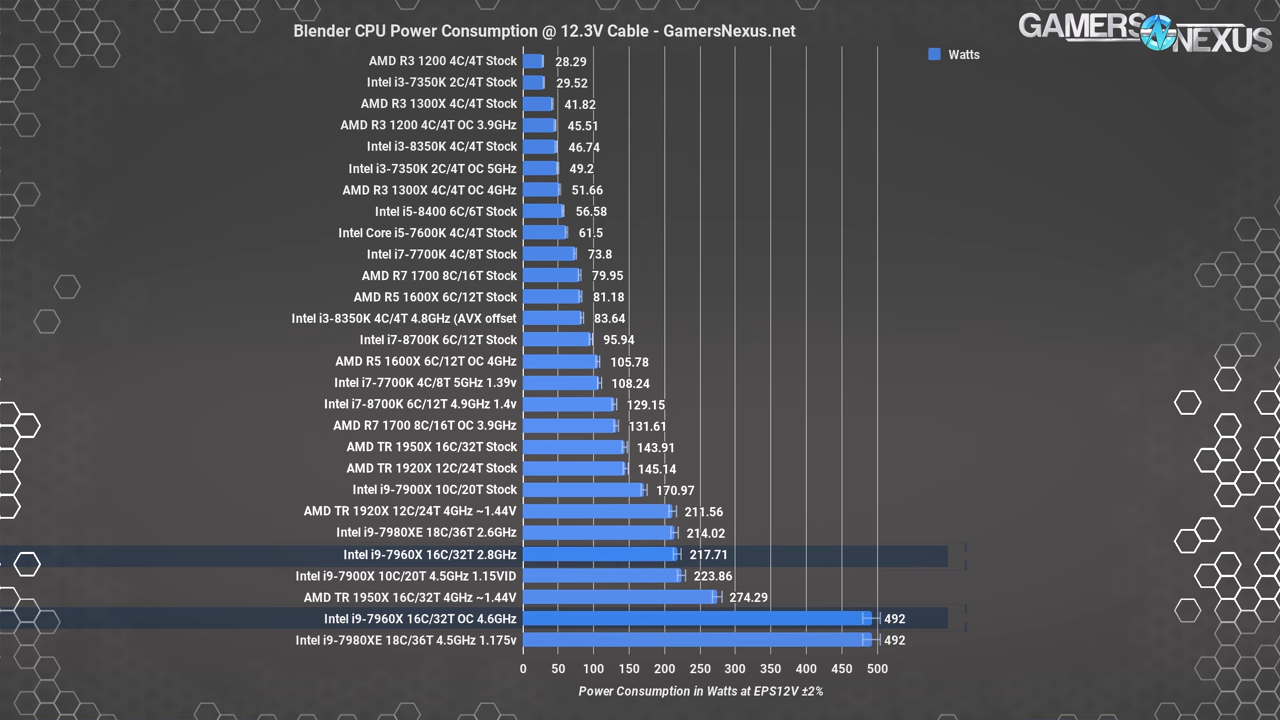 Blender CPU Power Consumption @ 12.3V Cable - GamersNexus.net
GAMERS NEXUS
Watts
AMD R3 1200 4C/4T Stock 28.29
Intel i3-7350K 2C/4T Stock 29.52
AMD R3 1300X 4C/4T Stock 41.82
AMD R3 1200 4C/4T OC 3.9GHz 45.51
Intel i3-8350K 4C/4T Stock 46.74
Intel i3-7350K 2C/4T OC 5GHz 49.2
AMD R3 1300X 4C/4T OC 4GHz 51.66
Intel i5-8400 6C/6T Stock 56.58
Intel Core i5-7600K 4C/4T Stock 61.5
Intel i7-7700K 4C/8T Stock 73.8
AMD R7 1700 8C/16T Stock 79.95
AMD R5 1600X 6C/12T Stock 81.18
Intel i3-8350K 4C/4T 4.8GHz (AVX offset 83.64
Intel i7-8700K 6C/12T Stock 95.94
AMD R5 1600X 6C/12T OC 4GHz 105.78
Intel i7-7700K 4C/8T 5GHz 1.39v 108.24
Intel i7-8700K 6C/12T 4.9GHz 1.4v 129.15
AMD R7 1700 8C/16T OC 3.9GHz 131.61
AMD TR 1950X 16C/32T Stock 143.91
AMD TR 1920X 12C/24T Stock 145.14
Intel i9-7900X 10C/20T Stock 170.97
AMD TR 1920X 12C/24T 4GHz ~1.44V 211.56
Intel i9-7980XE 18C/36T 2.6GHz 214.02
Intel i9-7960X 16C/32T 2.8GHz 217.71
Intel i9-7900X 10C/20T 4.5GHz 1.15VID 223.86
AMD TR 1950X 16C/32T 4GHz ~1.44V 274.29
Intel i9-7960X 16C/32T OC 4.6GHz 492
Intel i9-7980XE 18C/36T 4.5GHz 1.175v 492
0 50 100 150 200 250 300 350 400 450 500
Power Consumption in Watts at EPS12V ±2%